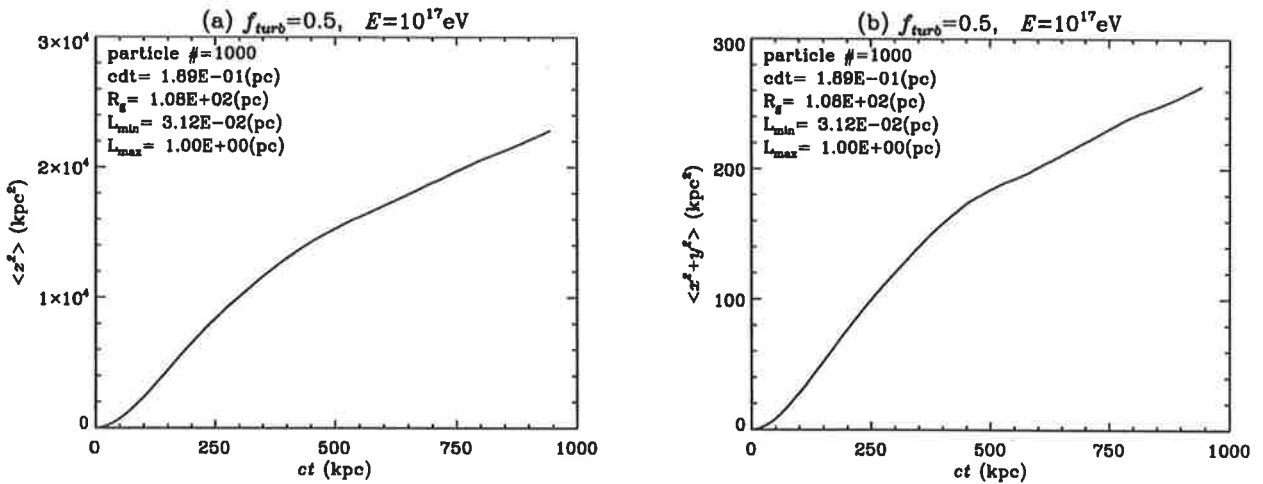 (a) f_turb=0.5, E=10^17eV
3×10^4
2×10^4
1×10^4
0
<z^2> (kpc^2)
particle #=1000
cdt= 1.89E-01(pc)
R_g= 1.08E+02(pc)
L_min= 3.12E-02(pc)
L_max= 1.00E+00(pc)
0 250 500 750 1000
ct (kpc)
(b) f_turb=0.5, E=10^17eV
300
200
100
0
<x^2+y^2> (kpc^2)
particle #=1000
cdt= 1.89E-01(pc)
R_g= 1.08E+02(pc)
L_min= 3.12E-02(pc)
L_max= 1.00E+00(pc)
0 250 500 750 1000
ct (kpc)